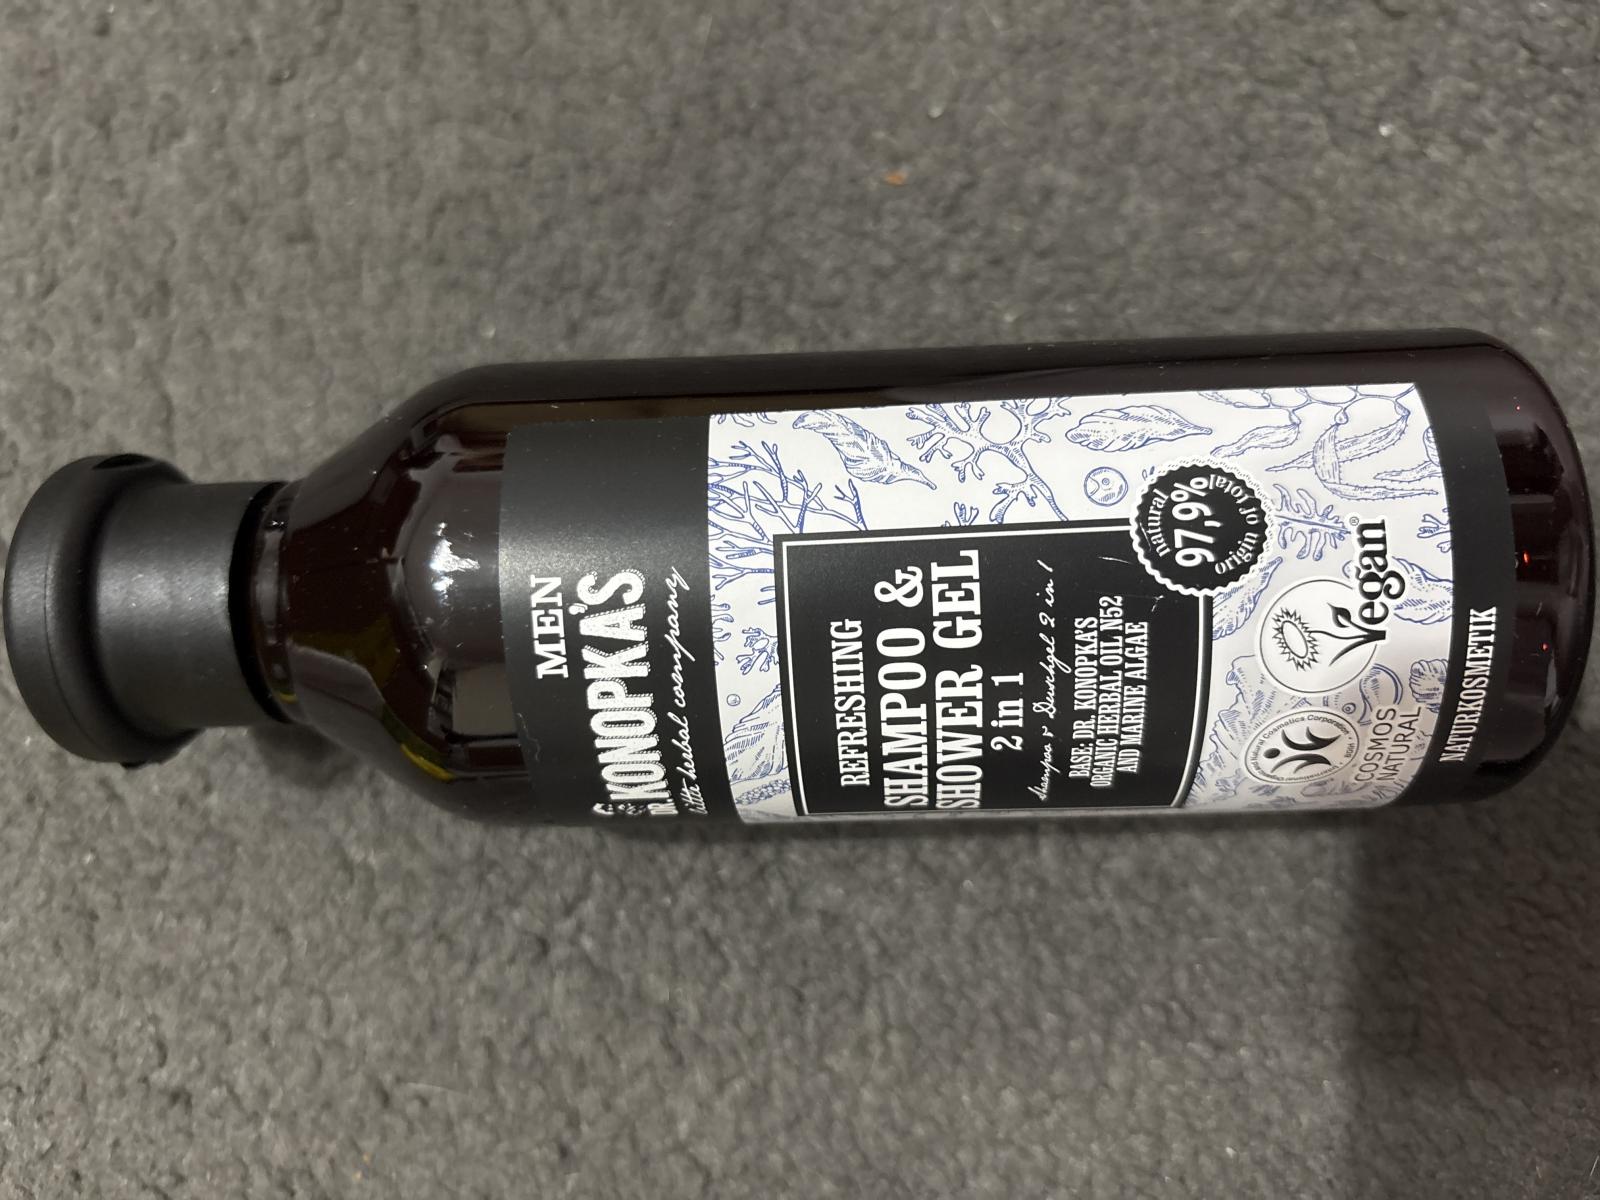 MEN
DR. KONOPKA'S
little herbal company
REFRESHING
SHAMPOO &
SHOWER GEL
2 in 1
Shampoo & Duschgel 2 in 1
BASE: DR. KONOPKA'S
ORGANIC HERBAL OIL N52
AND MARINE ALGAE
natural
97,9%
origin of total
Vegan®
COSMOS
NATURAL
NATURKOSMETIK